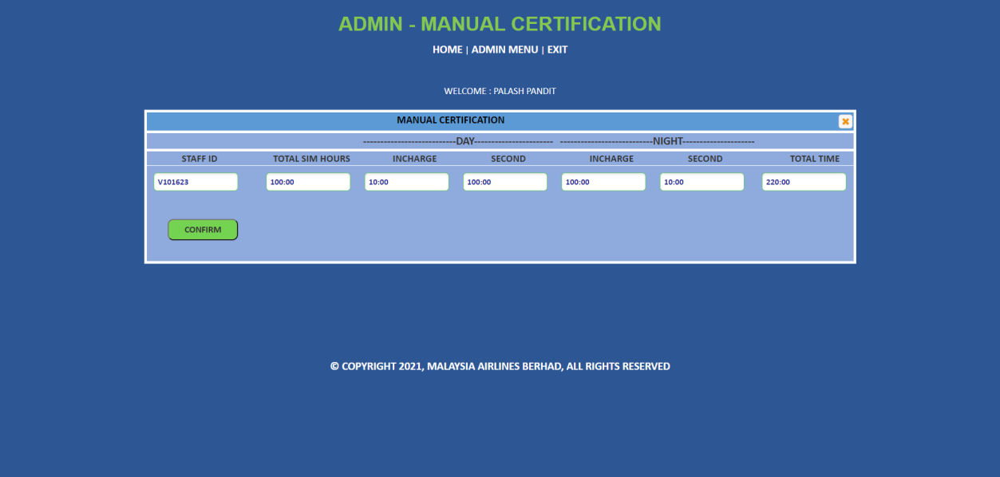 ADMIN - MANUAL CERTIFICATION
HOME | ADMIN MENU | EXIT
WELCOME : PALASH PANDIT
MANUAL CERTIFICATION
---------------------------DAY----------------------- ---------------------------NIGHT---------------------
STAFF ID TOTAL SIM HOURS INCHARGE SECOND INCHARGE SECOND TOTAL TIME
V101623 100:00 10:00 100:00 100:00 10:00 220:00
CONFIRM
© COPYRIGHT 2021, MALAYSIA AIRLINES BERHAD, ALL RIGHTS RESERVED